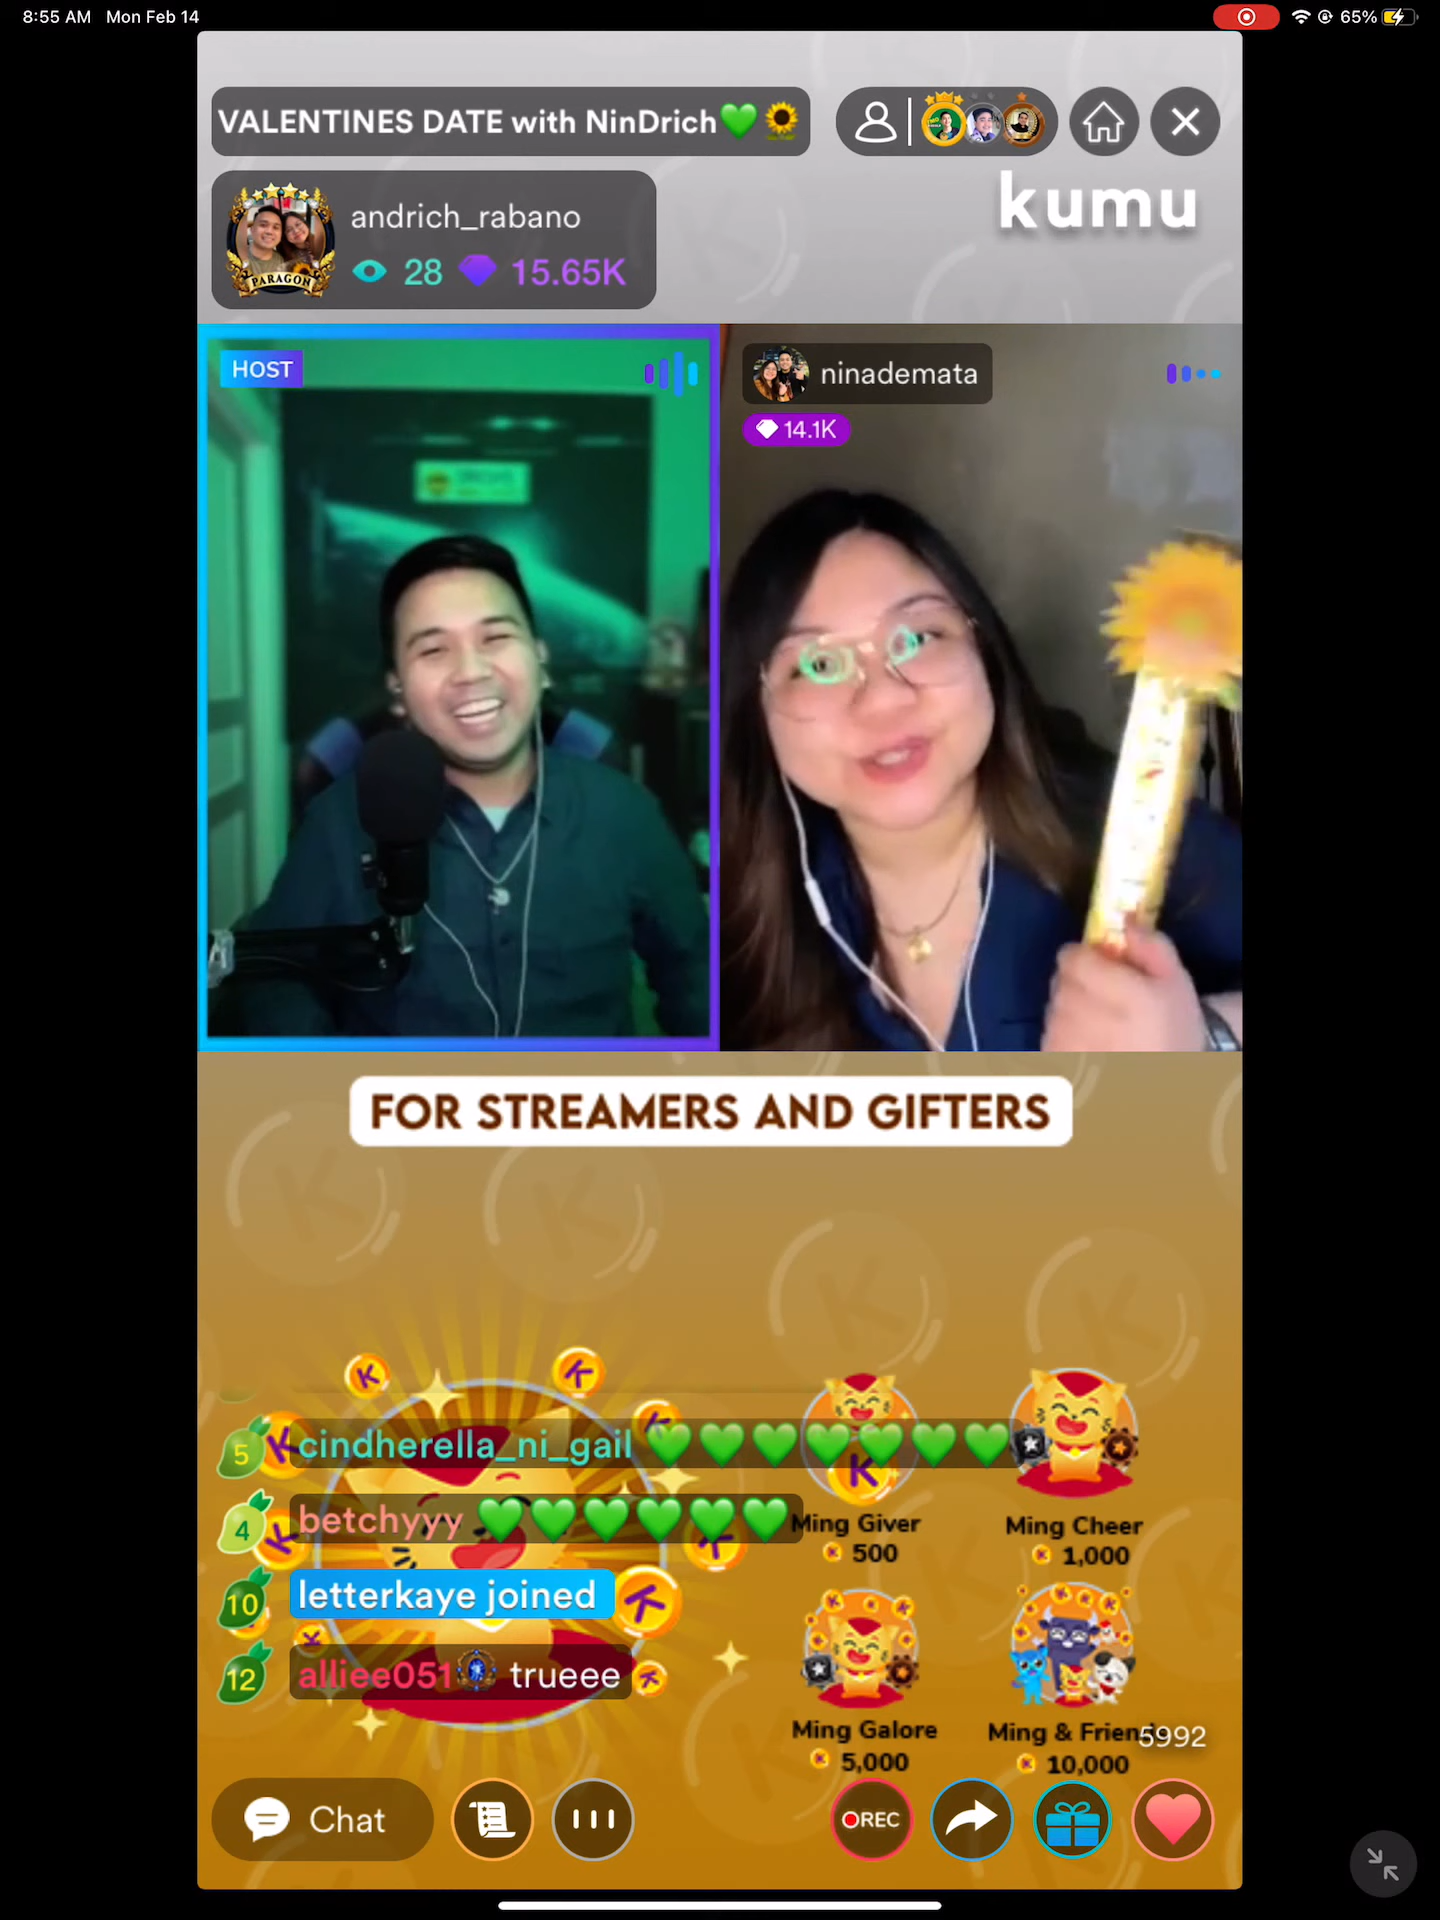 8:55 AM Mon Feb 14
65%
VALENTINES DATE with NinDrich💚🌻
kumu
andrich_rabano
28 15.65K
PARAGON
HOST
ninademata
14.1K
FOR STREAMERS AND GIFTERS
5 cindherella_ni_gail 💚💚💚💚💚💚💚
4 betchyyy 💚💚💚💚💚💚
10 letterkaye joined
12 alliee051 trueee
Ming Giver
500
Ming Cheer
1,000
Ming Galore
5,000
Ming & Friends
10,000
5992
Chat
REC